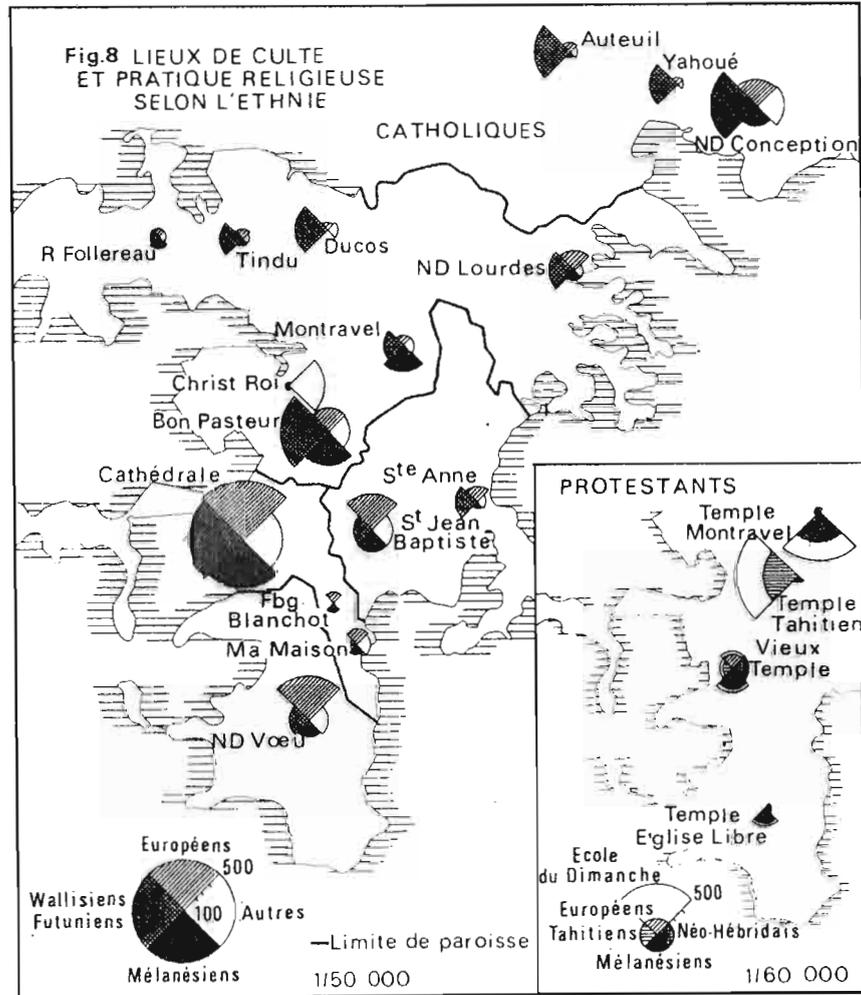 Fig.8 LIEUX DE CULTE
ET PRATIQUE RELIGIEUSE
SELON L'ETHNIE
CATHOLIQUES
Auteuil
Yahoué
ND Conception
R Follereau
Tindu
Ducos
ND Lourdes
Montravel
Christ Roi
Bon Pasteur
Cathédrale
Ste Anne
St Jean
Baptiste
Fbg
Blanchot
Ma Maison
ND Vœu
Européens
500
Wallisiens
Futuniens
100
Autres
Mélanésiens
Limite de paroisse
1/50 000
PROTESTANTS
Temple
Montravel
Temple
Tahitien
Vieux
Temple
Temple
Eglise Libre
Ecole
du Dimanche
500
Européens
Tahitiens
Néo-Hébridais
Mélanésiens
1/60 000